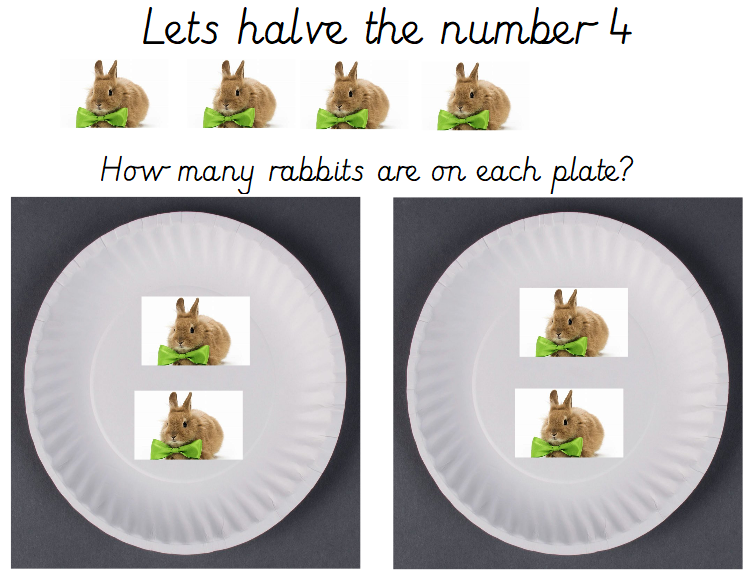 Lets halve the number 4
How many rabbits are on each plate?